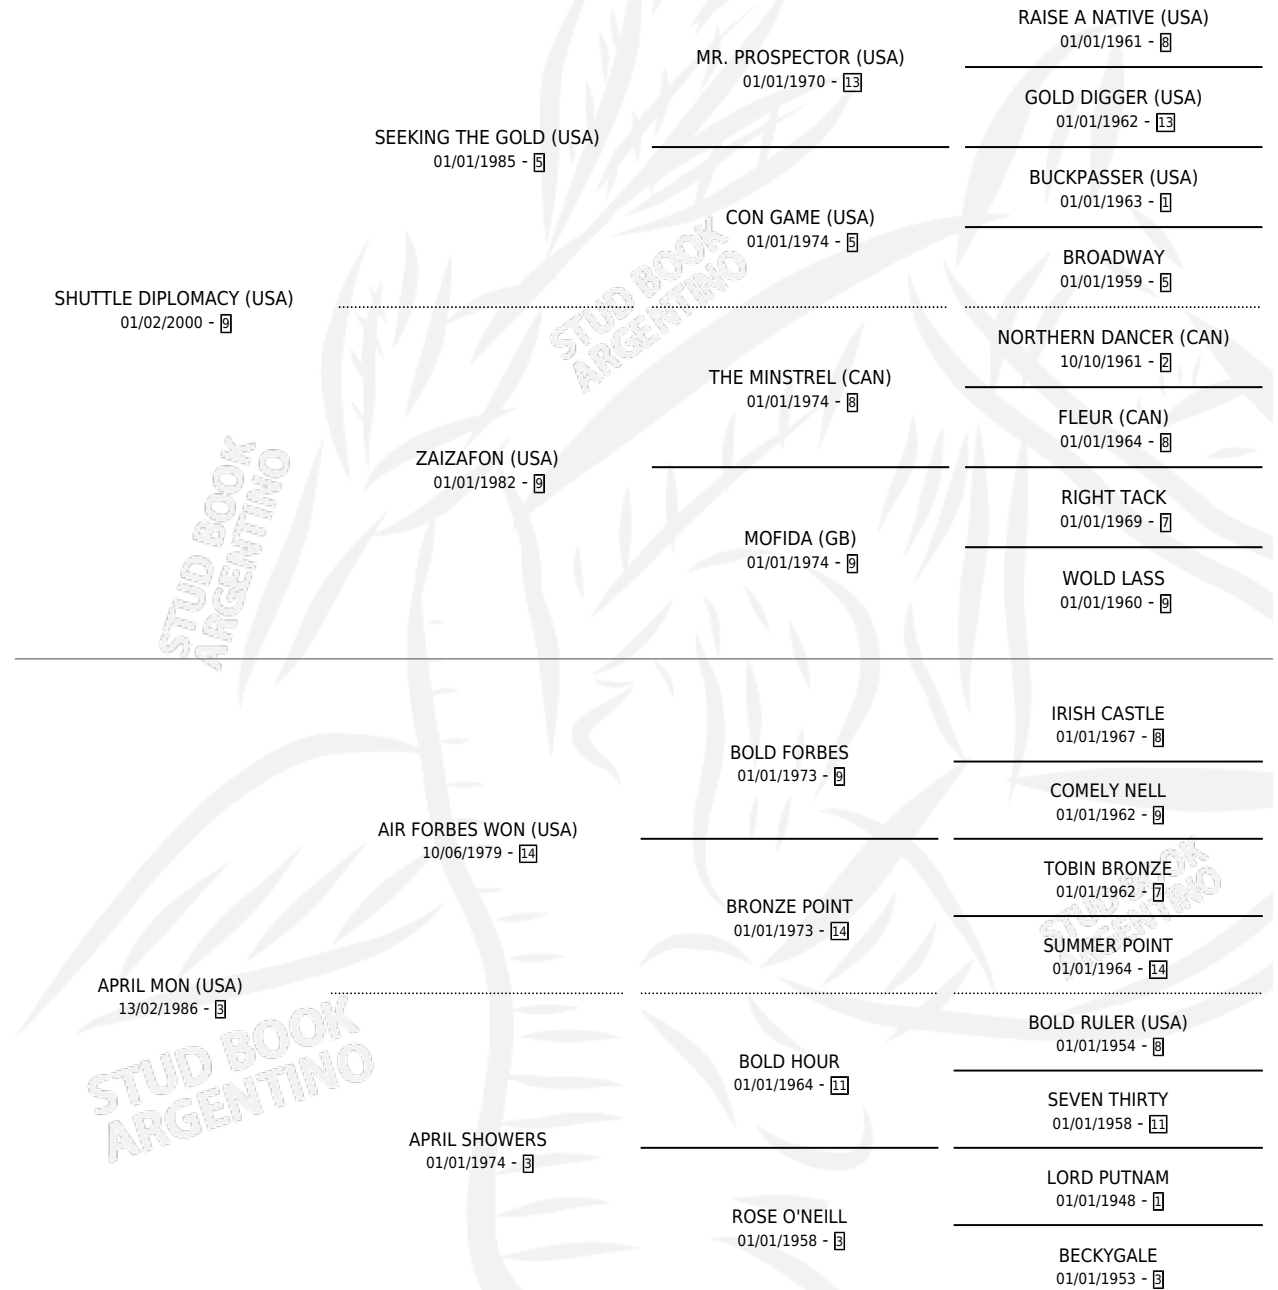 RAISE A NATIVE (USA)
01/01/1961 - 8
MR. PROSPECTOR (USA)
01/01/1970 - 13
GOLD DIGGER (USA)
01/01/1962 - 13
SEEKING THE GOLD (USA)
01/01/1985 - 5
BUCKPASSER (USA)
01/01/1963 - 1
CON GAME (USA)
01/01/1974 - 5
BROADWAY
01/01/1959 - 5
SHUTTLE DIPLOMACY (USA)
01/02/2000 - 9
NORTHERN DANCER (CAN)
10/10/1961 - 2
THE MINSTREL (CAN)
01/01/1974 - 8
FLEUR (CAN)
01/01/1964 - 8
ZAIZAFON (USA)
01/01/1982 - 9
RIGHT TACK
01/01/1969 - 7
MOFIDA (GB)
01/01/1974 - 9
WOLD LASS
01/01/1960 - 9
STUD BOOK
ARGENTINO
STUD BOOK
ARGENTINO
IRISH CASTLE
01/01/1967 - 8
BOLD FORBES
01/01/1973 - 9
COMELY NELL
01/01/1962 - 9
AIR FORBES WON (USA)
10/06/1979 - 14
TOBIN BRONZE
01/01/1962 - 7
BRONZE POINT
01/01/1973 - 14
SUMMER POINT
01/01/1964 - 14
STUD BOOK
ARGENTINO
APRIL MON (USA)
13/02/1986 - 3
BOLD RULER (USA)
01/01/1954 - 8
BOLD HOUR
01/01/1964 - 11
SEVEN THIRTY
01/01/1958 - 11
STUD BOOK
ARGENTINO
APRIL SHOWERS
01/01/1974 - 3
LORD PUTNAM
01/01/1948 - 1
ROSE O'NEILL
01/01/1958 - 3
BECKYGALE
01/01/1953 - 3